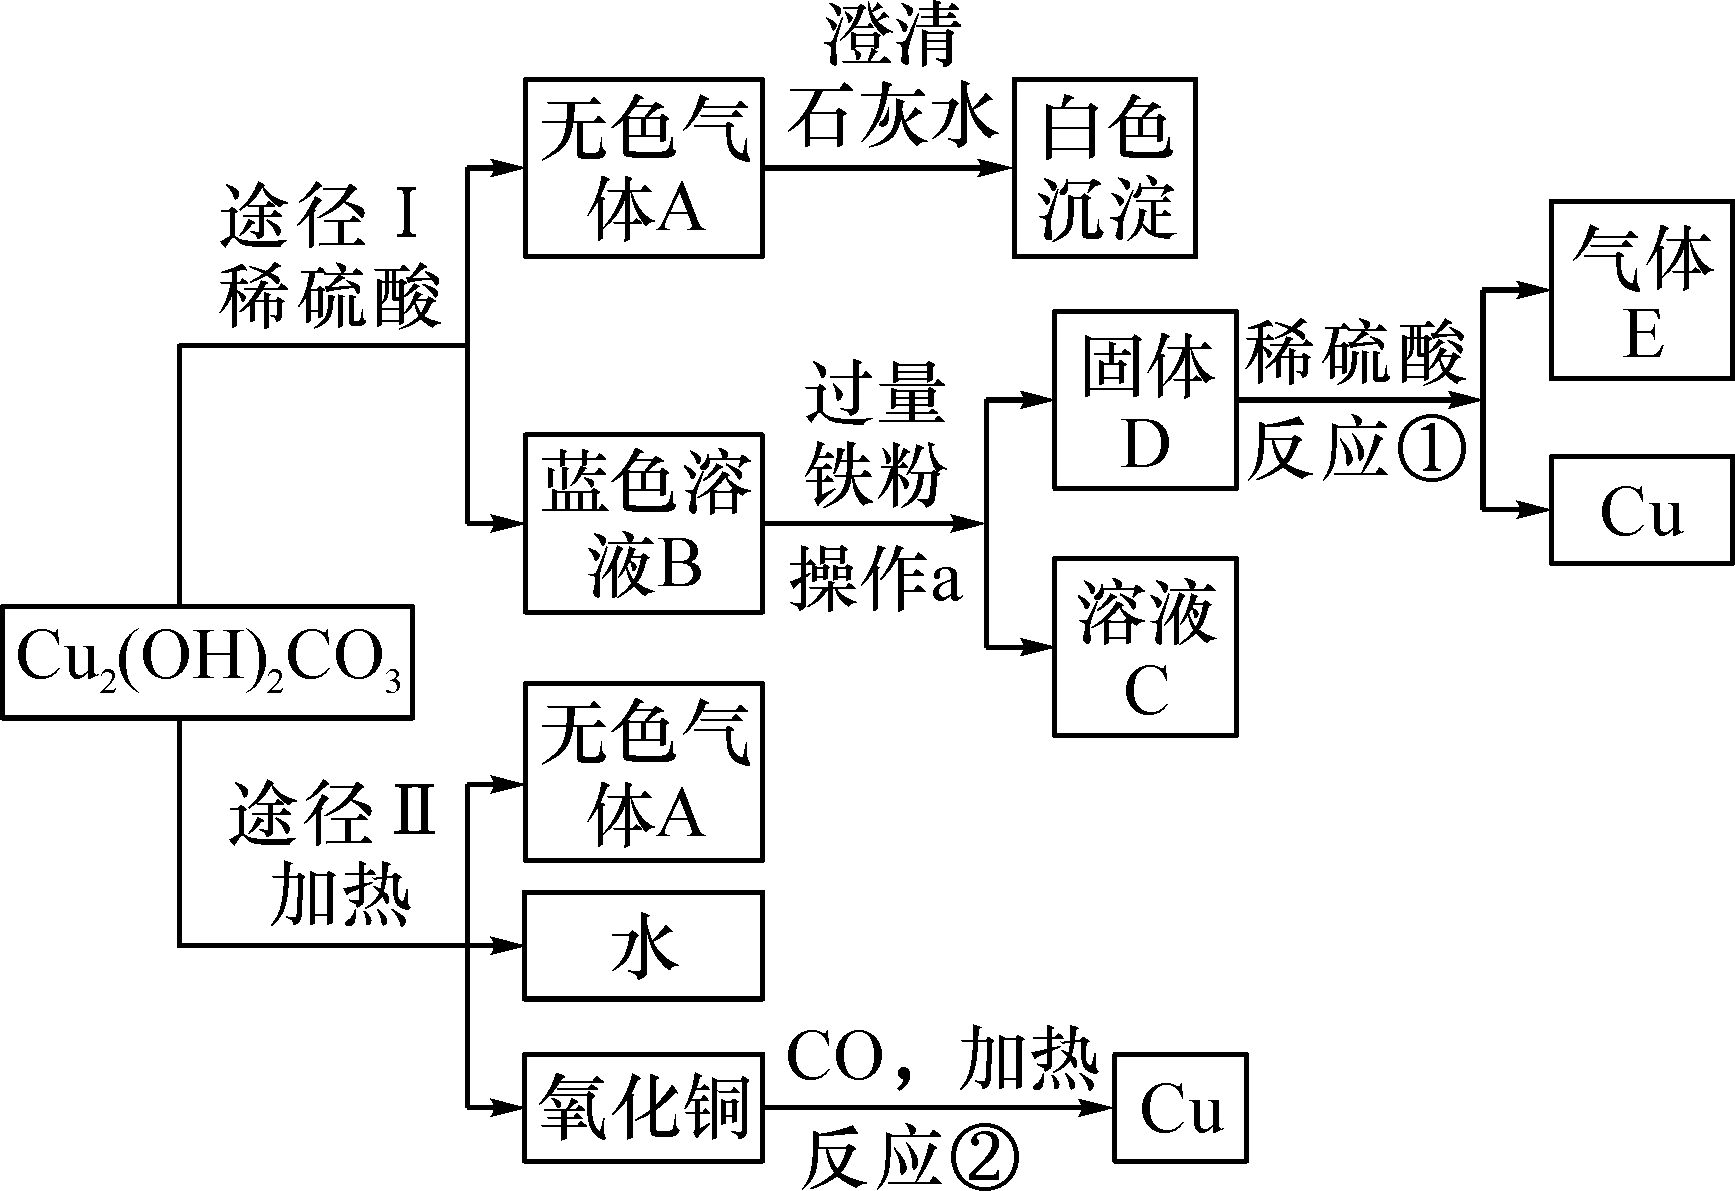 途径Ⅰ
稀硫酸
无色气
体A
澄清
石灰水
白色
沉淀
蓝色溶
液B
过量
铁粉
操作a
固体
D
稀硫酸
反应①
气体
E
Cu
溶液
C
Cu₂(OH)₂CO₃
途径Ⅱ
加热
无色气
体A
水
氧化铜
CO，加热
反应②
Cu